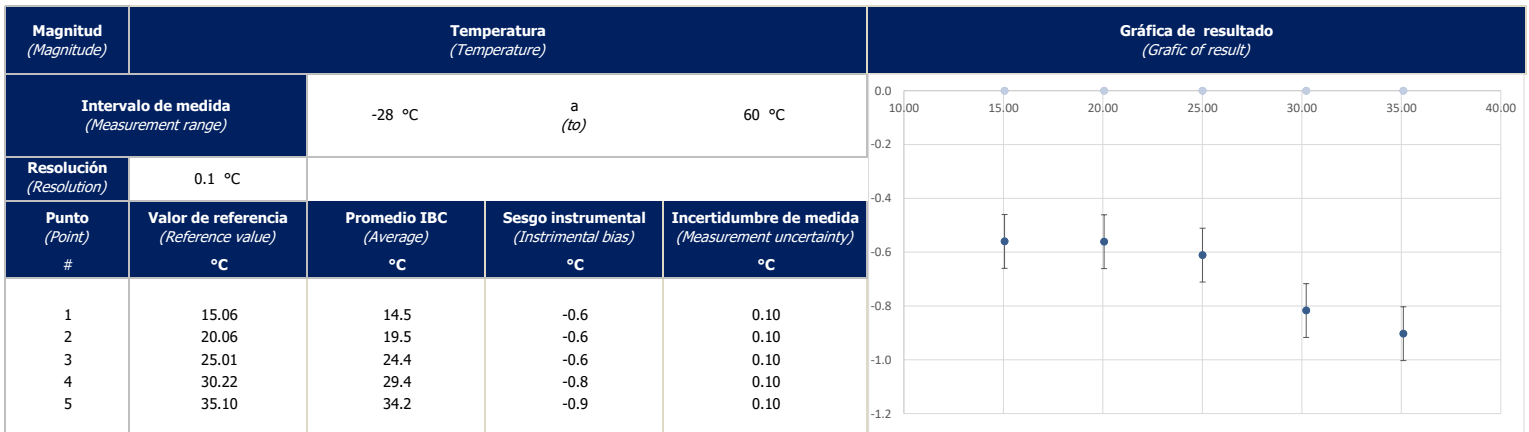 Magnitud
(Magnitude)
Temperatura
(Temperature)
Gráfica de resultado
(Grafic of result)
Intervalo de medida
(Measurement range)
-28 °C
a
(to)
60 °C
Resolución
(Resolution)
0.1 °C
Punto
(Point)
#
Valor de referencia
(Reference value)
°C
Promedio IBC
(Average)
°C
Sesgo instrumental
(Instrimental bias)
°C
Incertidumbre de medida
(Measurement uncertainty)
°C
1 15.06 14.5 -0.6 0.10
2 20.06 19.5 -0.6 0.10
3 25.01 24.4 -0.6 0.10
4 30.22 29.4 -0.8 0.10
5 35.10 34.2 -0.9 0.10
0.0
10.00 15.00 20.00 25.00 30.00 35.00 40.00
-0.2
-0.4
-0.6
-0.8
-1.0
-1.2